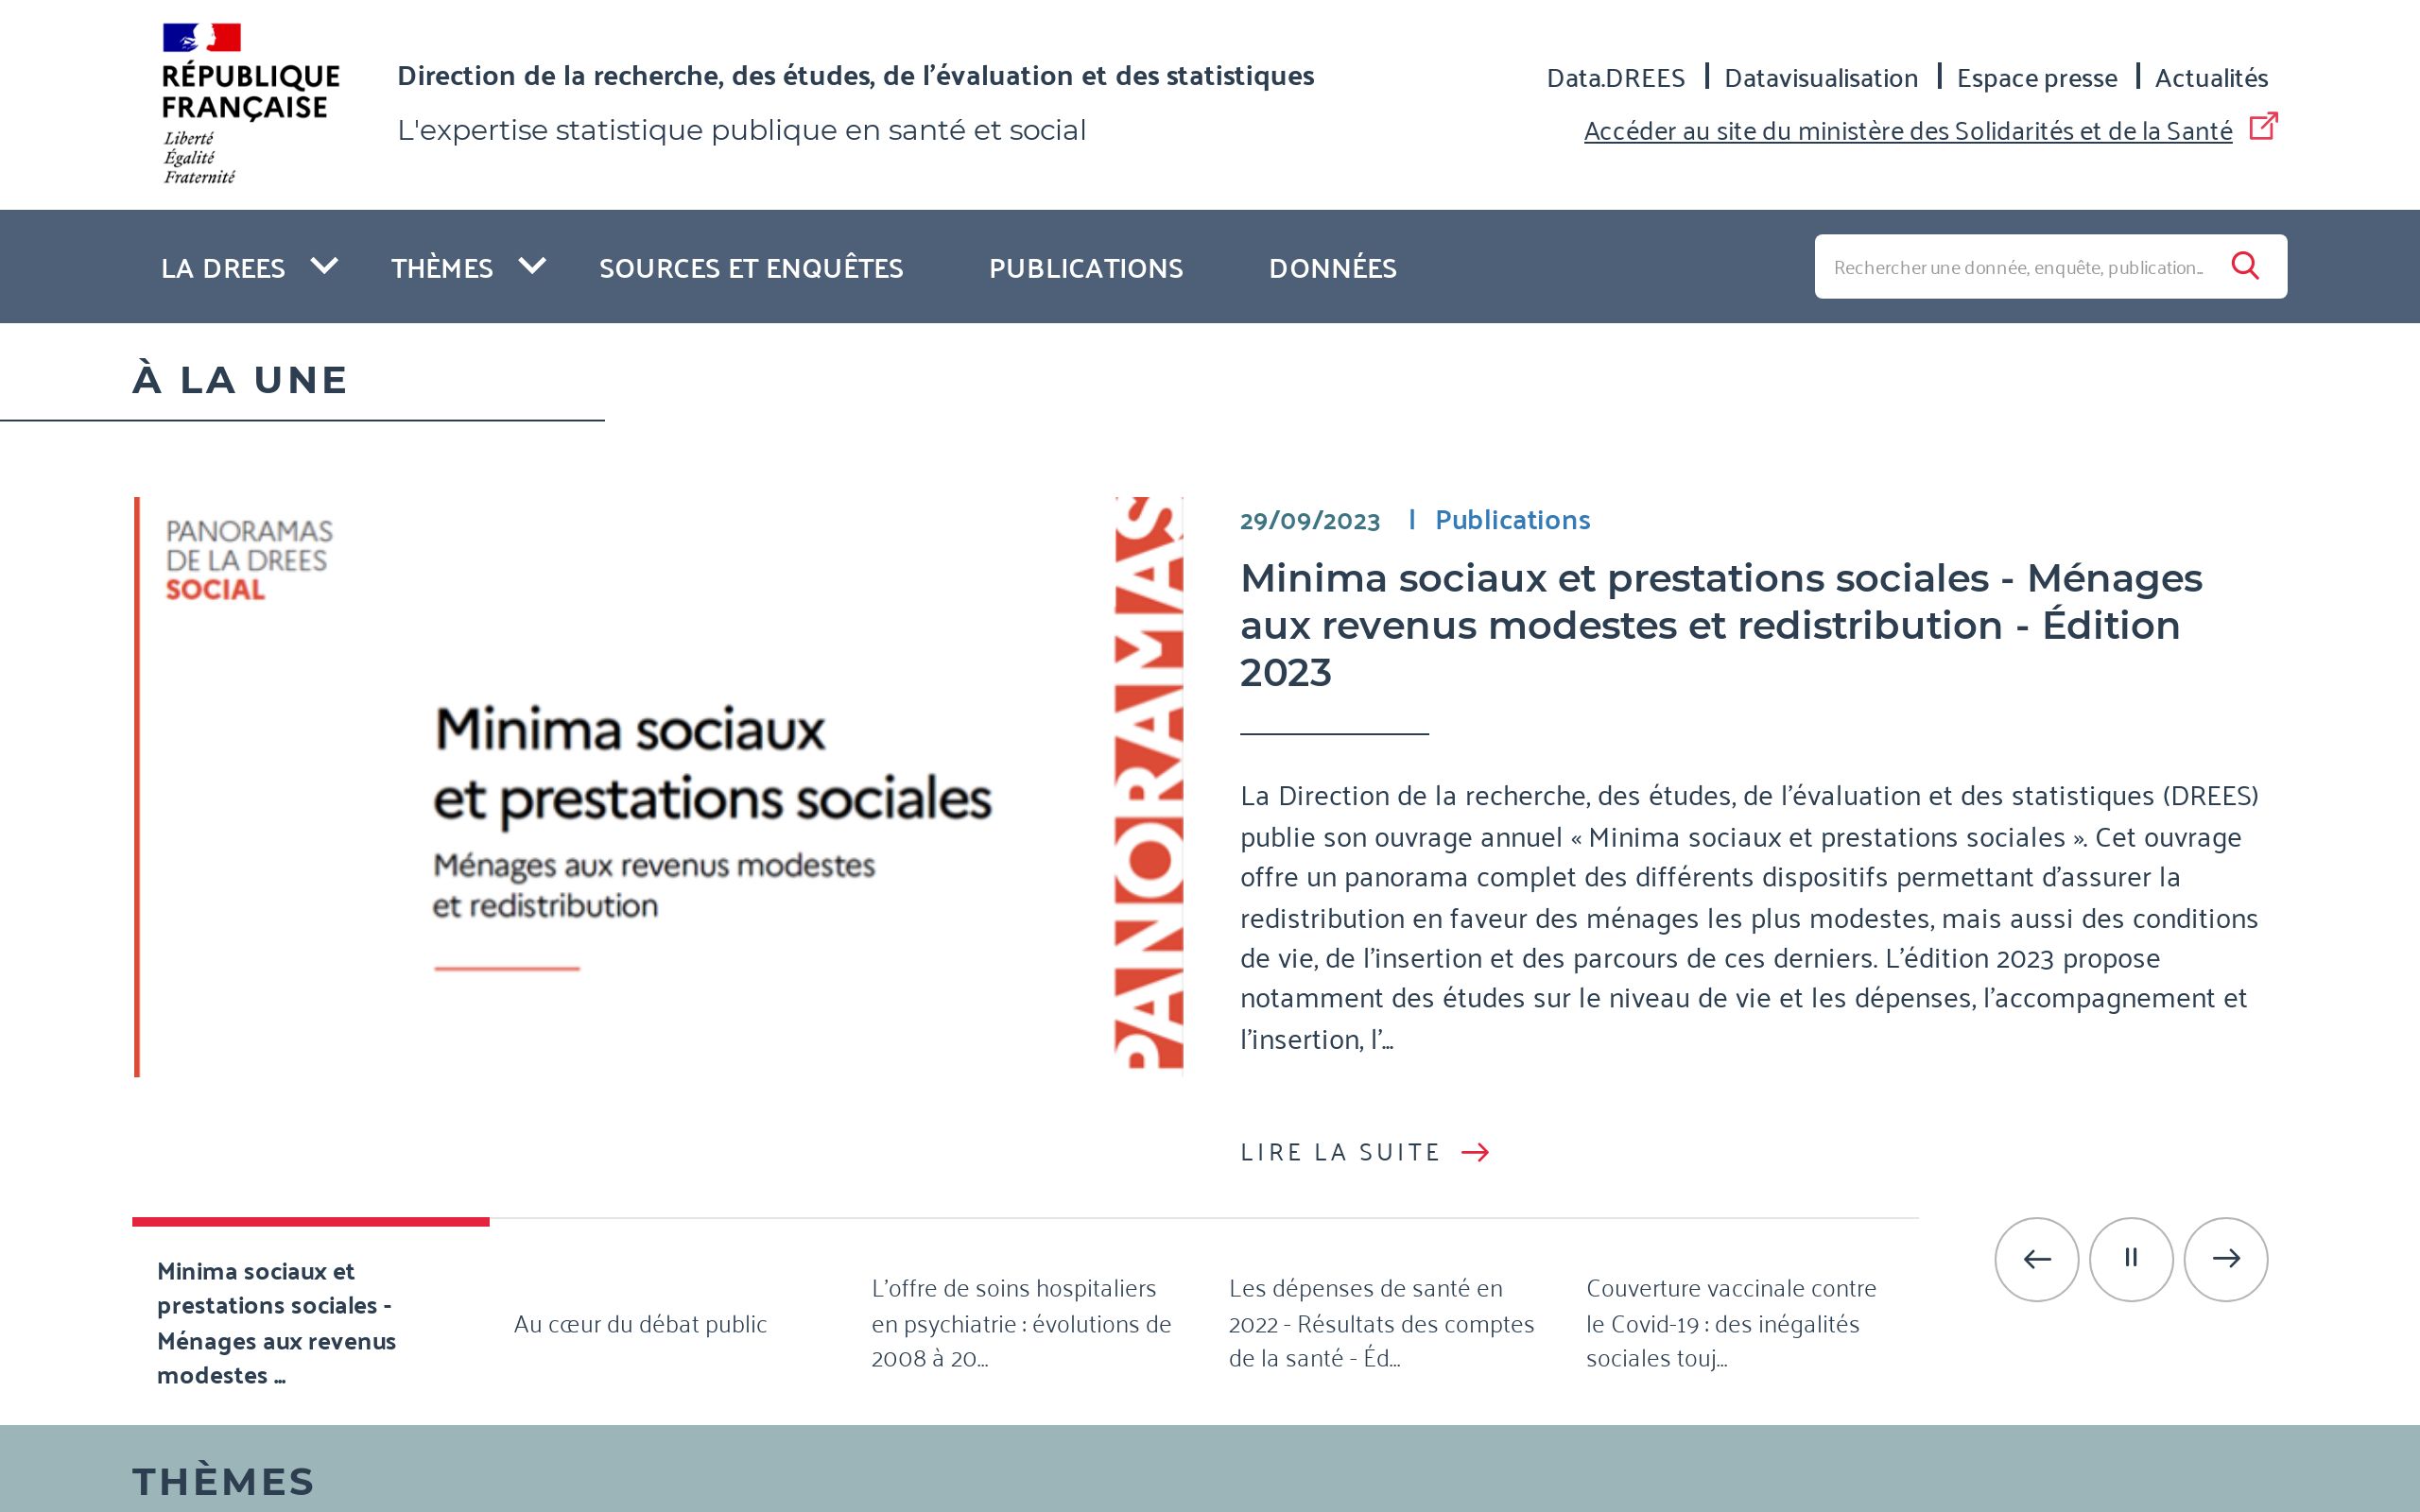 RÉPUBLIQUE
FRANÇAISE
Liberté
Égalité
Fraternité
Direction de la recherche, des études, de l'évaluation et des statistiques
L'expertise statistique publique en santé et social
Data.DREES | Datavisualisation | Espace presse | Actualités
Accéder au site du ministère des Solidarités et de la Santé
LA DREES THÈMES SOURCES ET ENQUÊTES PUBLICATIONS DONNÉES
Rechercher une donnée, enquête, publication...
À LA UNE
PANORAMAS
DE LA DREES
SOCIAL
Minima sociaux
et prestations sociales
Ménages aux revenus modestes
et redistribution
PANORAMAS
29/09/2023 | Publications
Minima sociaux et prestations sociales - Ménages
aux revenus modestes et redistribution - Édition
2023
La Direction de la recherche, des études, de l'évaluation et des statistiques (DREES)
publie son ouvrage annuel « Minima sociaux et prestations sociales ». Cet ouvrage
offre un panorama complet des différents dispositifs permettant d'assurer la
redistribution en faveur des ménages les plus modestes, mais aussi des conditions
de vie, de l'insertion et des parcours de ces derniers. L'édition 2023 propose
notamment des études sur le niveau de vie et les dépenses, l'accompagnement et
l'insertion, l'...
LIRE LA SUITE
Minima sociaux et
prestations sociales -
Ménages aux revenus
modestes ...
Au cœur du débat public
L'offre de soins hospitaliers
en psychiatrie : évolutions de
2008 à 20...
Les dépenses de santé en
2022 - Résultats des comptes
de la santé - Éd...
Couverture vaccinale contre
le Covid-19 : des inégalités
sociales touj...
THÈMES